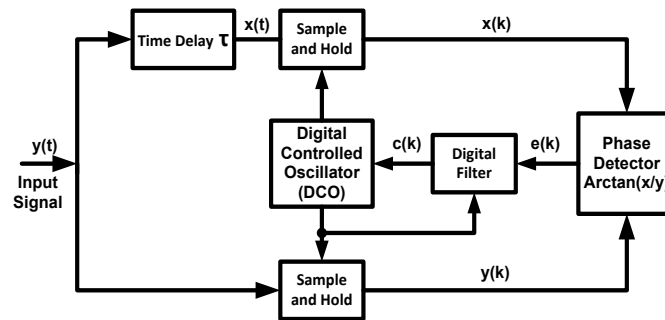 Time Delay τ
x(t)
Sample
and Hold
x(k)
y(t)
Input
Signal
Digital
Controlled
Oscillator
(DCO)
c(k)
Digital
Filter
e(k)
Phase
Detector
Arctan(x/y)
Sample
and Hold
y(k)